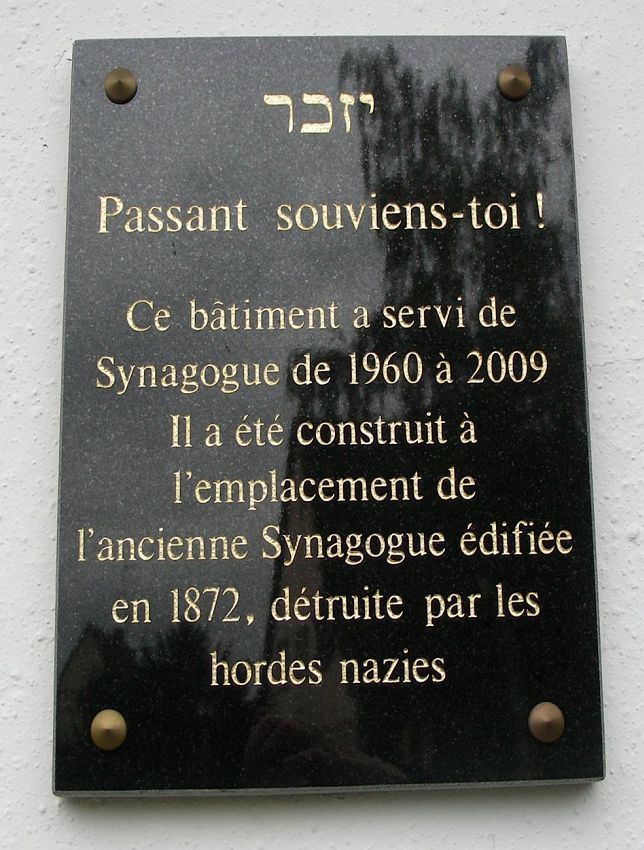 יזכר
Passant souviens-toi !
Ce bâtiment a servi de
Synagogue de 1960 à 2009
Il a été construit à
l'emplacement de
l'ancienne Synagogue édifiée
en 1872, détruite par les
hordes nazies